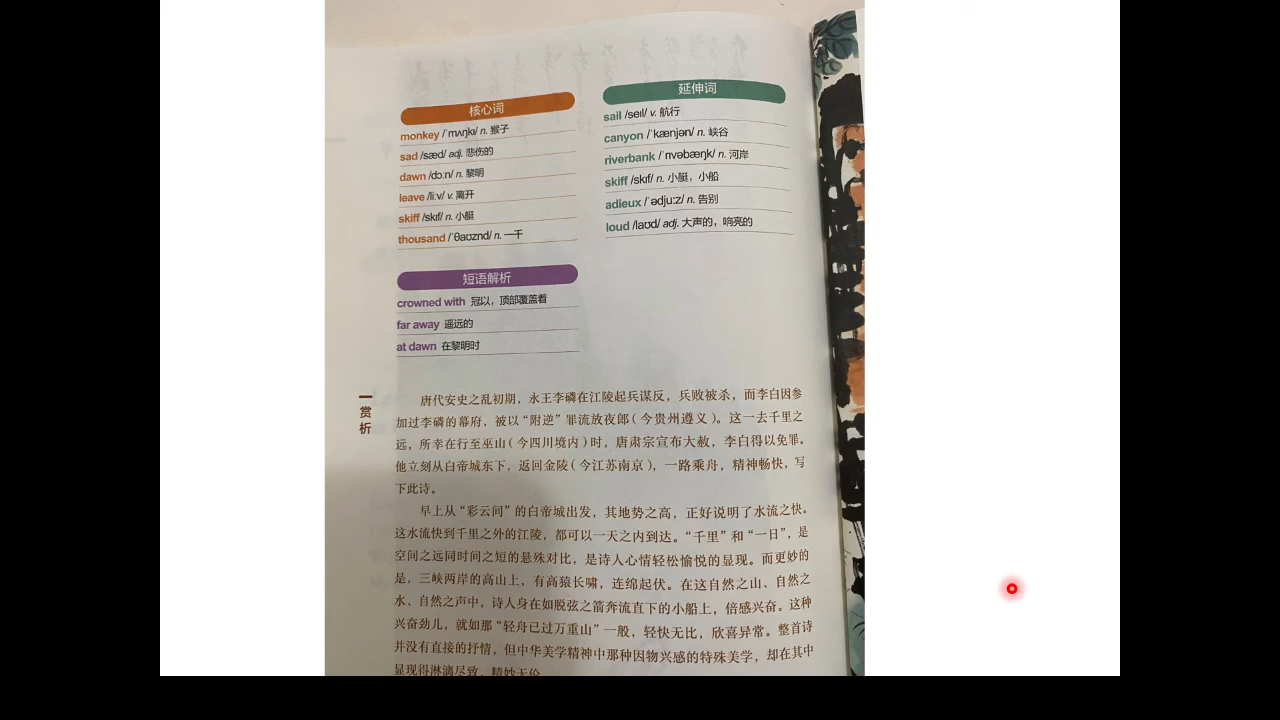 核心词
monkey /ˈmʌŋkɪ/ n. 猴子
sad /sæd/ adj. 悲伤的
dawn /dɔːn/ n. 黎明
leave /liːv/ v. 离开
skiff /skɪf/ n. 小艇
thousand /ˈθaʊznd/ n. 一千
延伸词
sail /seɪl/ v. 航行
canyon /ˈkænjən/ n. 峡谷
riverbank /ˈrɪvəbæŋk/ n. 河岸
skiff /skɪf/ n. 小艇，小船
adieux /ˈədjuːz/ n. 告别
loud /laʊd/ adj. 大声的，响亮的
短语解析
crowned with 冠以，顶部覆盖着
far away 遥远的
at dawn 在黎明时
赏析
唐代安史之乱初期，永王李璘在江陵起兵谋反，兵败被杀，而李白因参
加过李璘的幕府，被以“附逆”罪流放夜郎（今贵州遵义）。这一去千里之
远，所幸在行至巫山（今四川境内）时，唐肃宗宣布大赦，李白得以免罪。
他立刻从白帝城东下，返回金陵（今江苏南京），一路乘舟，精神畅快，写
下此诗。
早上从“彩云间”的白帝城出发，其地势之高，正好说明了水流之快。
这水流快到千里之外的江陵，都可以一天之内到达。“千里”和“一日”，是
空间之远同时间之短的悬殊对比，是诗人心情轻松愉悦的显现。而更妙的
是，三峡两岸的高山上，有高猿长啸，连绵起伏。在这自然之山、自然之
水、自然之声中，诗人身在如脱弦之箭奔流直下的小船上，倍感兴奋。这种
兴奋劲儿，就如那“轻舟已过万重山”一般，轻快无比，欣喜异常。整首诗
并没有直接的抒情，但中华美学精神中那种因物兴感的特殊美学，却在其中
显现得淋漓尽致，精妙无伦